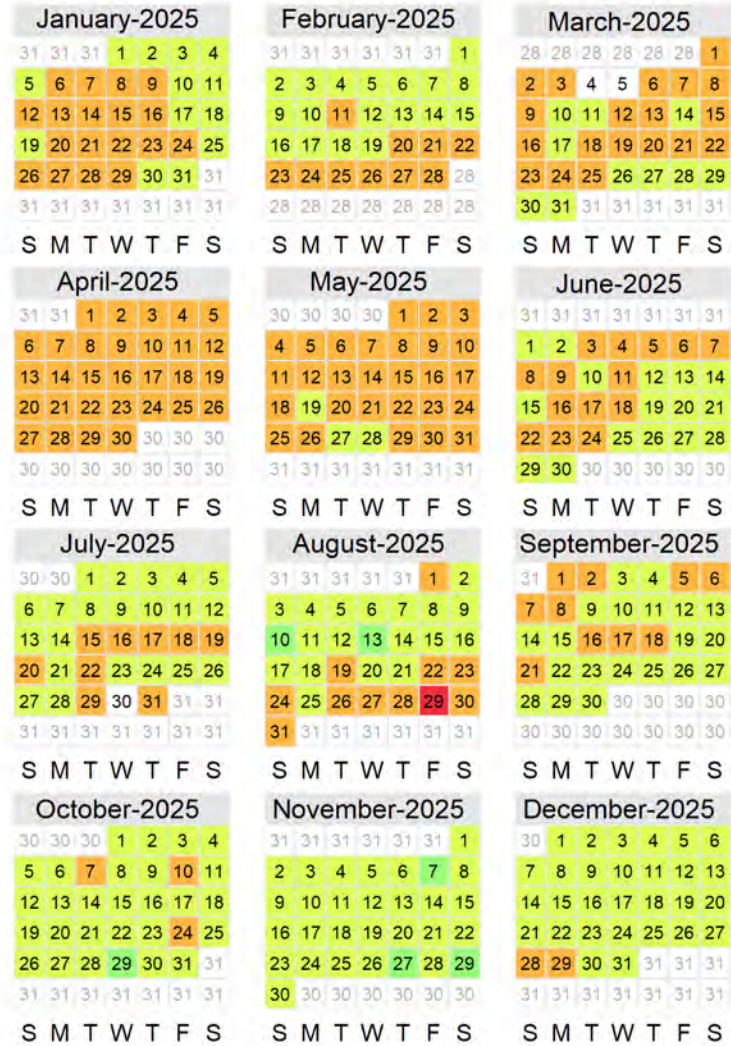 January-2025
31 31 31 1 2 3 4
5 6 7 8 9 10 11
12 13 14 15 16 17 18
19 20 21 22 23 24 25
26 27 28 29 30 31 31
31 31 31 31 31 31 31
S M T W T F S
February-2025
31 31 31 31 31 31 1
2 3 4 5 6 7 8
9 10 11 12 13 14 15
16 17 18 19 20 21 22
23 24 25 26 27 28 28
28 28 28 28 28 28 28
S M T W T F S
March-2025
28 28 28 28 28 28 1
2 3 4 5 6 7 8
9 10 11 12 13 14 15
16 17 18 19 20 21 22
23 24 25 26 27 28 29
30 31 31 31 31 31 31
S M T W T F S
April-2025
31 31 1 2 3 4 5
6 7 8 9 10 11 12
13 14 15 16 17 18 19
20 21 22 23 24 25 26
27 28 29 30 30 30 30
30 30 30 30 30 30 30
S M T W T F S
May-2025
30 30 30 30 1 2 3
4 5 6 7 8 9 10
11 12 13 14 15 16 17
18 19 20 21 22 23 24
25 26 27 28 29 30 31
31 31 31 31 31 31 31
S M T W T F S
June-2025
31 31 31 31 31 31 31
1 2 3 4 5 6 7
8 9 10 11 12 13 14
15 16 17 18 19 20 21
22 23 24 25 26 27 28
29 30 30 30 30 30 30
S M T W T F S
July-2025
30 30 1 2 3 4 5
6 7 8 9 10 11 12
13 14 15 16 17 18 19
20 21 22 23 24 25 26
27 28 29 30 31 31 31
31 31 31 31 31 31 31
S M T W T F S
August-2025
31 31 31 31 31 1 2
3 4 5 6 7 8 9
10 11 12 13 14 15 16
17 18 19 20 21 22 23
24 25 26 27 28 29 30
31 31 31 31 31 31 31
S M T W T F S
September-2025
31 1 2 3 4 5 6
7 8 9 10 11 12 13
14 15 16 17 18 19 20
21 22 23 24 25 26 27
28 29 30 30 30 30 30
30 30 30 30 30 30 30
S M T W T F S
October-2025
30 30 30 1 2 3 4
5 6 7 8 9 10 11
12 13 14 15 16 17 18
19 20 21 22 23 24 25
26 27 28 29 30 31 31
31 31 31 31 31 31 31
S M T W T F S
November-2025
31 31 31 31 31 31 1
2 3 4 5 6 7 8
9 10 11 12 13 14 15
16 17 18 19 20 21 22
23 24 25 26 27 28 29
30 30 30 30 30 30 30
S M T W T F S
December-2025
30 1 2 3 4 5 6
7 8 9 10 11 12 13
14 15 16 17 18 19 20
21 22 23 24 25 26 27
28 29 30 31 31 31 31
31 31 31 31 31 31 31
S M T W T F S